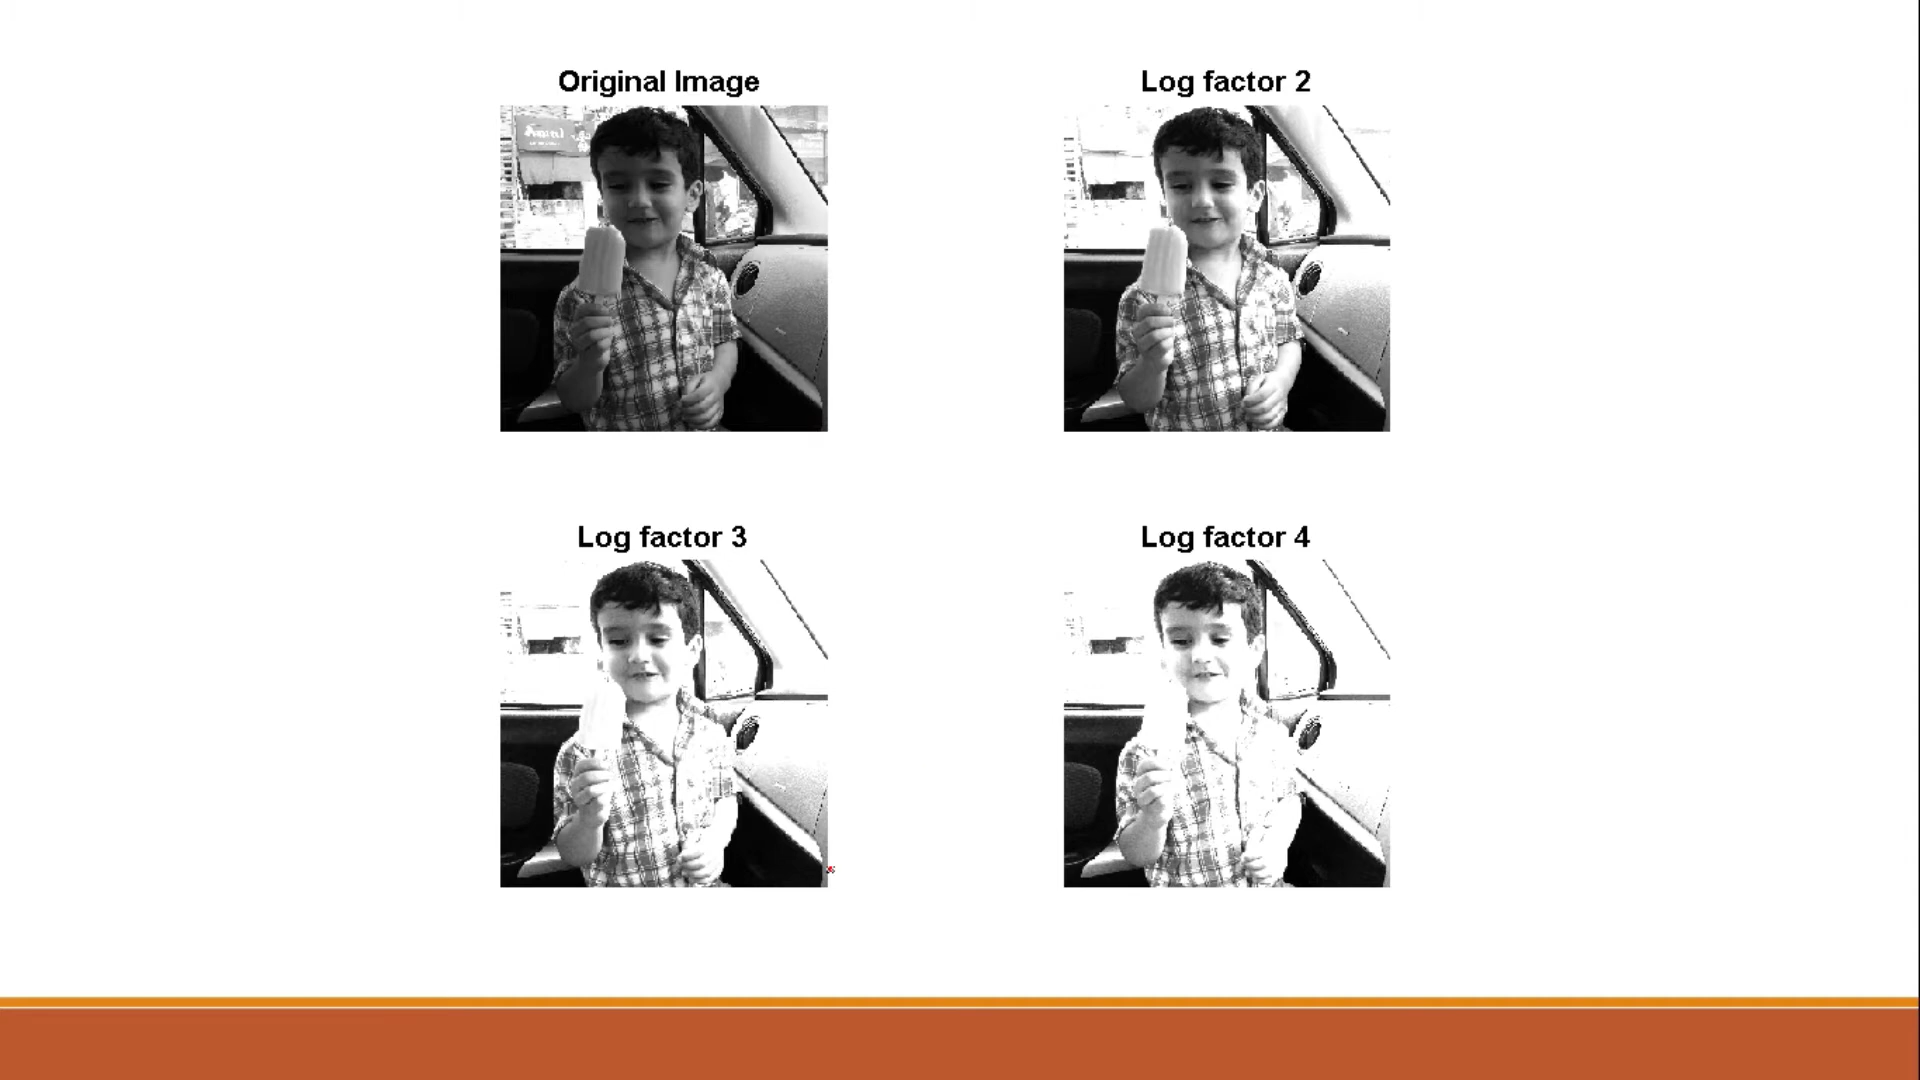 Original Image
Log factor 2
Log factor 3
Log factor 4